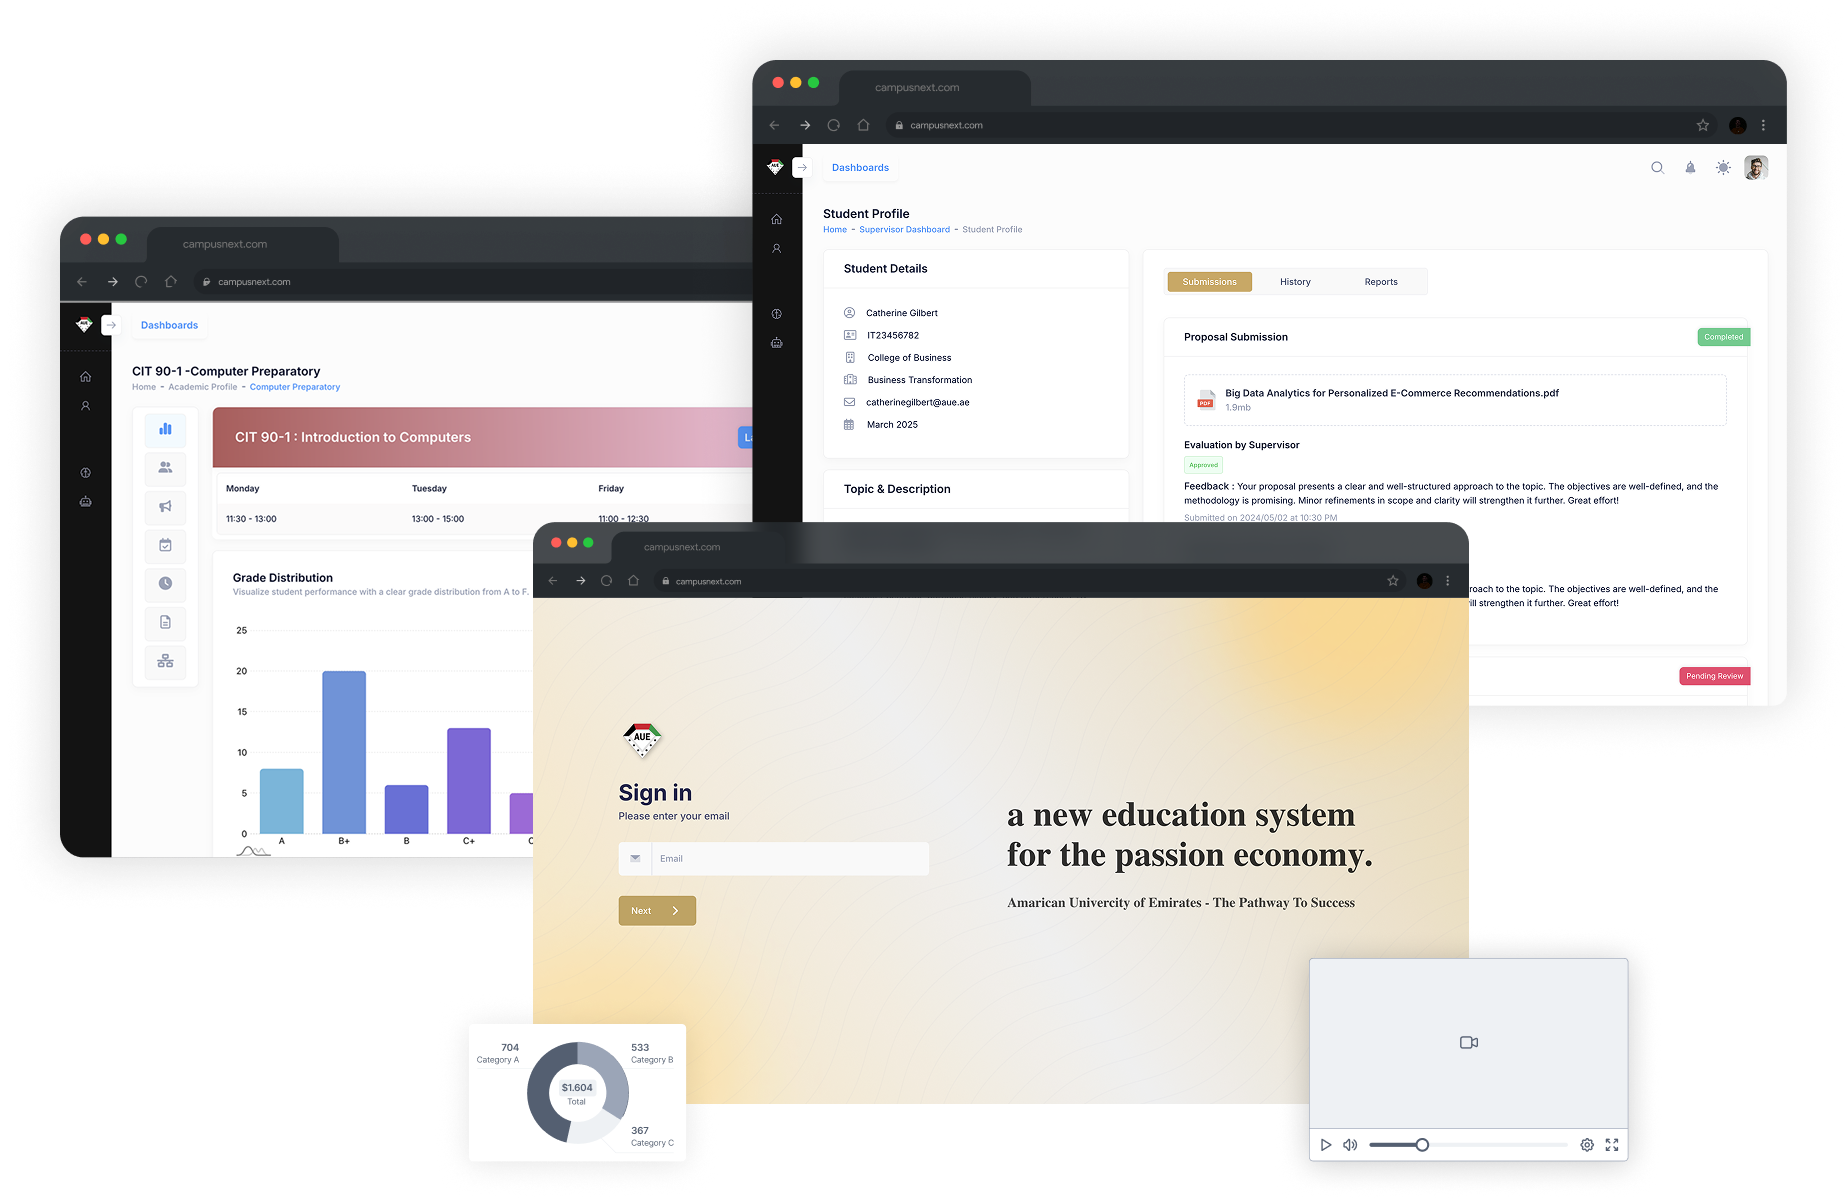 campusnext.com
campusnext.com
AUE
Dashboards
Student Profile
Home - Supervisor Dashboard - Student Profile
Student Details
Catherine Gilbert
IT23456782
College of Business
Business Transformation
catherinegilbert@aue.ae
March 2025
Topic & Description
Submissions
History
Reports
Proposal Submission
Completed
PDF
Big Data Analytics for Personalized E-Commerce Recommendations.pdf
1.9mb
Evaluation by Supervisor
Approved
Feedback : Your proposal presents a clear and well-structured approach to the topic. The objectives are well-defined, and the
methodology is promising. Minor refinements in scope and clarity will strengthen it further. Great effort!
Submitted on 2024/05/02 at 10:30 PM
roach to the topic. The objectives are well-defined, and the
ill strengthen it further. Great effort!
Pending Review
campusnext.com
campusnext.com
AUE
Dashboards
CIT 90-1 -Computer Preparatory
Home - Academic Profile - Computer Preparatory
CIT 90-1 : Introduction to Computers
Monday
Tuesday
Friday
11:30 - 13:00
13:00 - 15:00
11:00 - 12:30
Grade Distribution
Visualize student performance with a clear grade distribution from A to F.
25
20
15
10
5
0
A
B+
B
C+
campusnext.com
campusnext.com
AUE
Sign in
Please enter your email
Email
Next
a new education system
for the passion economy.
Amarican Univercity of Emirates - The Pathway To Success
704
Category A
533
Category B
$1.604
Total
367
Category C